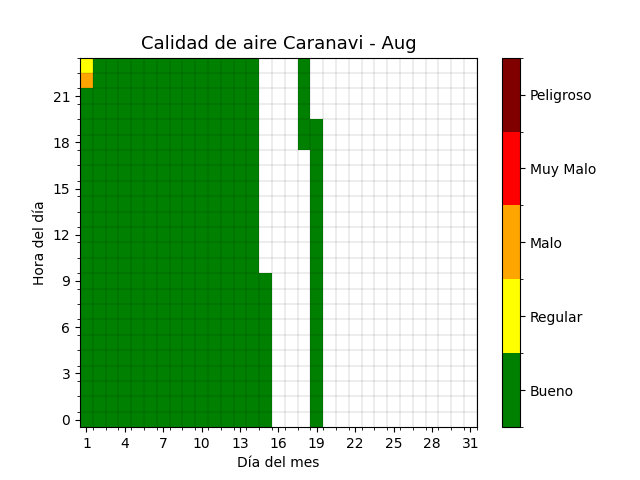 Calidad de aire Caranavi - Aug
Hora del día
21
18
15
12
9
6
3
0
1 4 7 10 13 16 19 22 25 28 31
Día del mes
Peligroso
Muy Malo
Malo
Regular
Bueno